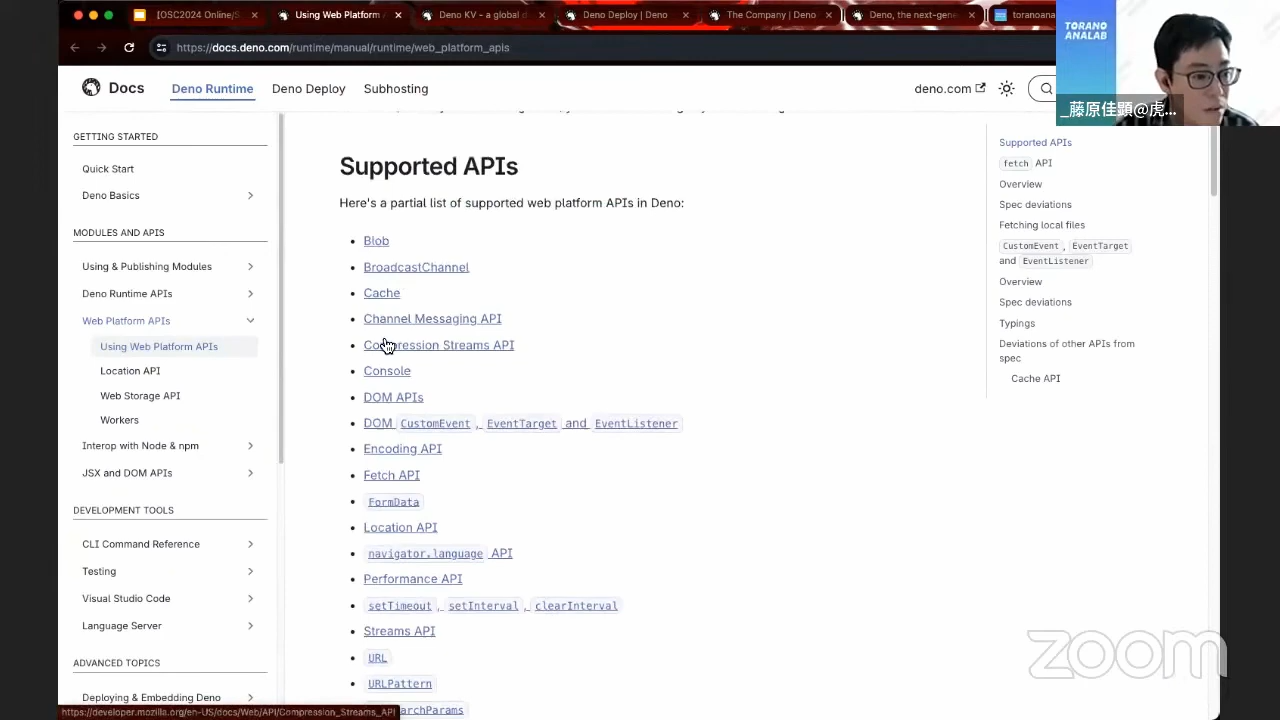 [OSC2024 Online/S
Using Web Platform
Deno KV - a global d
Deno Deploy | Deno
The Company | Deno
Deno, the next-gene
toranoana
https://docs.deno.com/runtime/manual/runtime/web_platform_apis
TORANO
ANALAB
_藤原佳顕@虎...
Docs
Deno Runtime
Deno Deploy
Subhosting
deno.com
GETTING STARTED
Quick Start
Deno Basics
MODULES AND APIS
Using & Publishing Modules
Deno Runtime APIs
Web Platform APIs
Using Web Platform APIs
Location API
Web Storage API
Workers
Interop with Node & npm
JSX and DOM APIs
DEVELOPMENT TOOLS
CLI Command Reference
Testing
Visual Studio Code
Language Server
ADVANCED TOPICS
Deploying & Embedding Deno
Supported APIs
Here's a partial list of supported web platform APIs in Deno:
Blob
BroadcastChannel
Cache
Channel Messaging API
Compression Streams API
Console
DOM APIs
DOM CustomEvent, EventTarget and EventListener
Encoding API
Fetch API
FormData
Location API
navigator.language API
Performance API
setTimeout, setInterval, clearInterval
Streams API
URL
URLPattern
archParams
Supported APIs
fetch API
Overview
Spec deviations
Fetching local files
CustomEvent, EventTarget
and EventListener
Overview
Spec deviations
Typings
Deviations of other APIs from
spec
Cache API
https://developer.mozilla.org/en-US/docs/Web/API/Compression_Streams_API
zoom